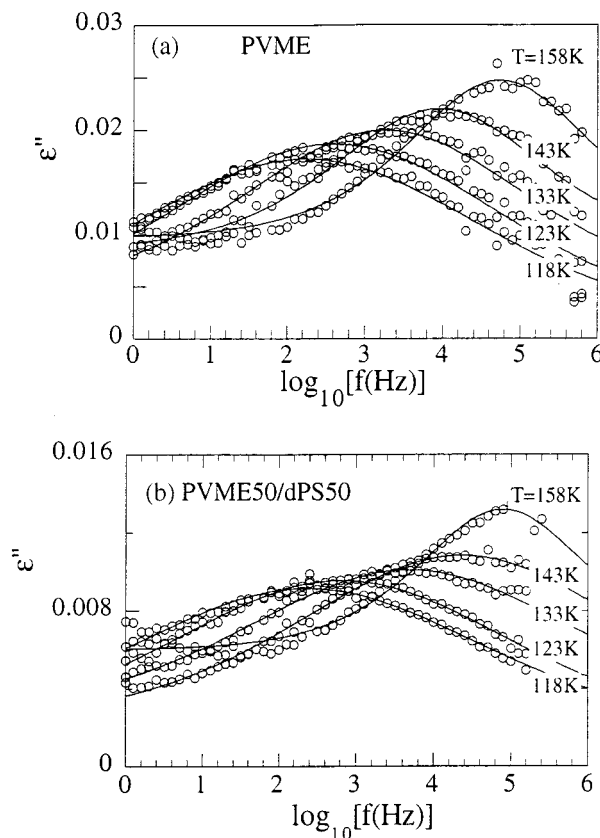 0.03
(a) PVME
T=158K
0.02
ε"
143K
133K
0.01
123K
118K
0
0 1 2 3 4 5 6
log10[f(Hz)]
0.016
(b) PVME50/dPS50
T=158K
ε"
143K
0.008
133K
123K
118K
0
0 1 2 3 4 5 6
log10[f(Hz)]